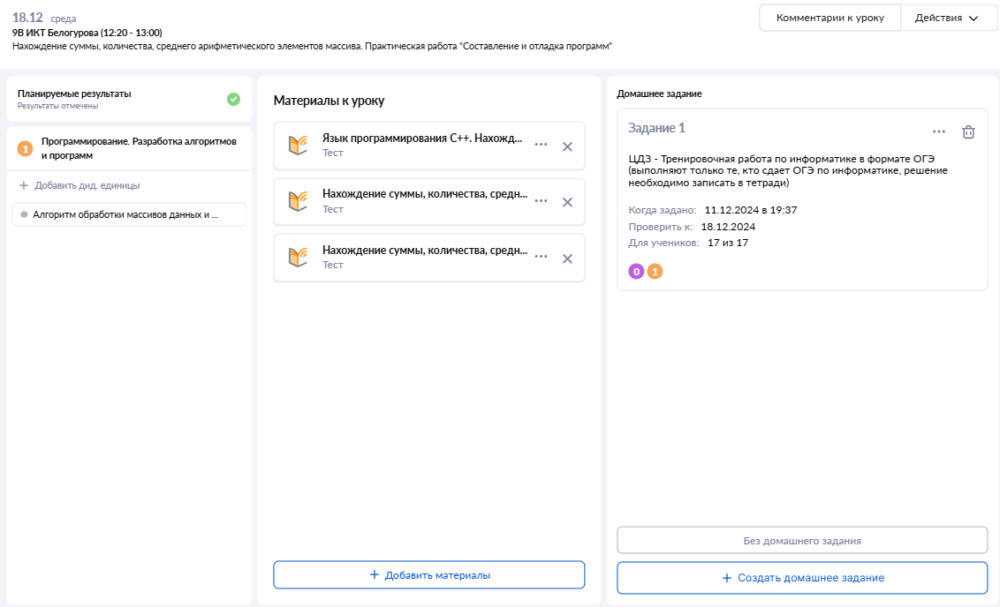 18.12 среда
9В ИКТ Белогурова (12:20 - 13:00)
Нахождение суммы, количества, среднего арифметического элементов массива. Практическая работа "Составление и отладка программ"
Комментарии к уроку
Действия
Планируемые результаты
Результаты отмечены
1
Программирование. Разработка алгоритмов
и программ
+ Добавить дид. единицы
Алгоритм обработки массивов данных и ...
Материалы к уроку
Язык программирования C++. Нахожд...
Тест
Нахождение суммы, количества, средн...
Тест
Нахождение суммы, количества, средн...
Тест
+ Добавить материалы
Домашнее задание
Задание 1
ЦДЗ - Тренировочная работа по информатике в формате ОГЭ
(выполняют только те, кто сдает ОГЭ по информатике, решение
необходимо записать в тетради)
Когда задано: 11.12.2024 в 19:37
Проверить к: 18.12.2024
Для учеников: 17 из 17
0 1
Без домашнего задания
+ Создать домашнее задание